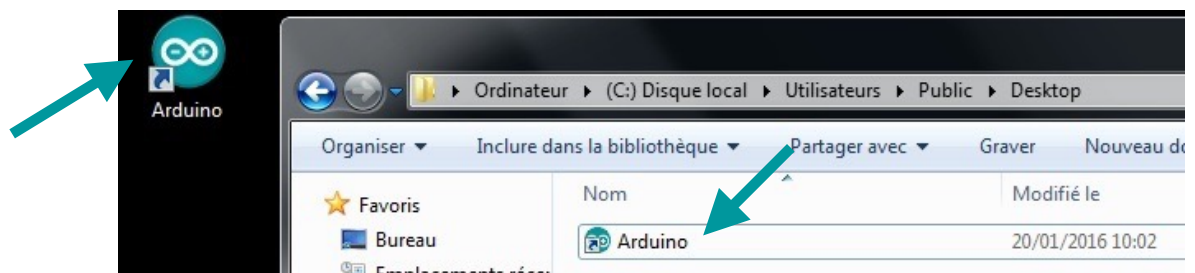 Arduino
Ordinateur (C:) Disque local Utilisateurs Public Desktop
Organiser Inclure dans la bibliothèque Partager avec Graver Nouveau do
Favoris
Nom Modifié le
Bureau
Arduino 20/01/2016 10:02